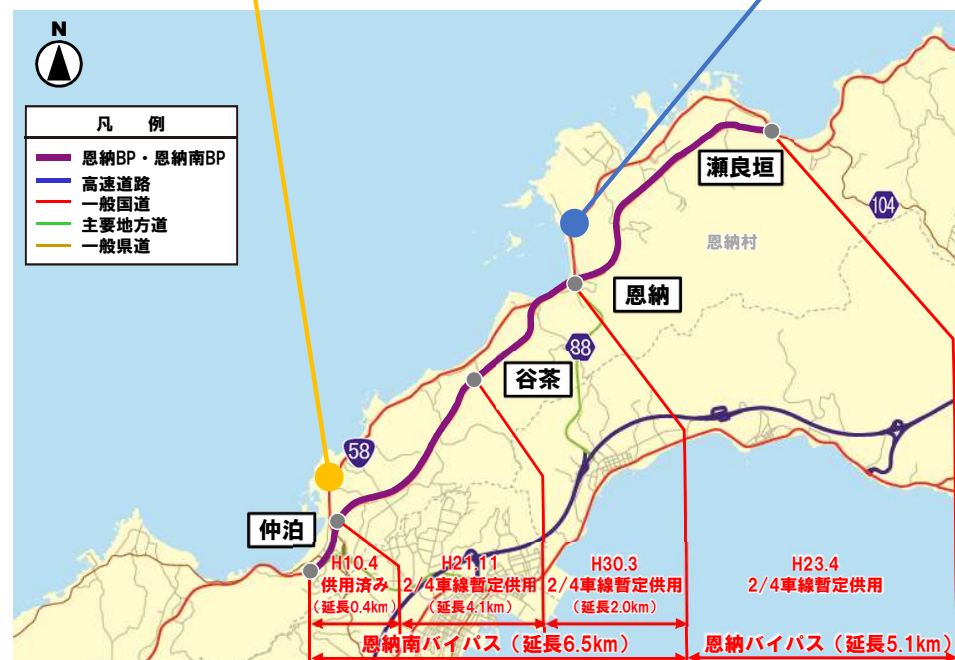 N
凡 例
恩納BP・恩納南BP
高速道路
一般国道
主要地方道
一般県道
瀬良垣
104
恩納村
恩納
88
谷茶
58
仲泊
H10.4
供用済み
(延長0.4km)
H21.11
2/4車線暫定供用
(延長4.1km)
H30.3
2/4車線暫定供用
(延長2.0km)
H23.4
2/4車線暫定供用
恩納南バイパス(延長6.5km)
恩納バイパス(延長5.1km)